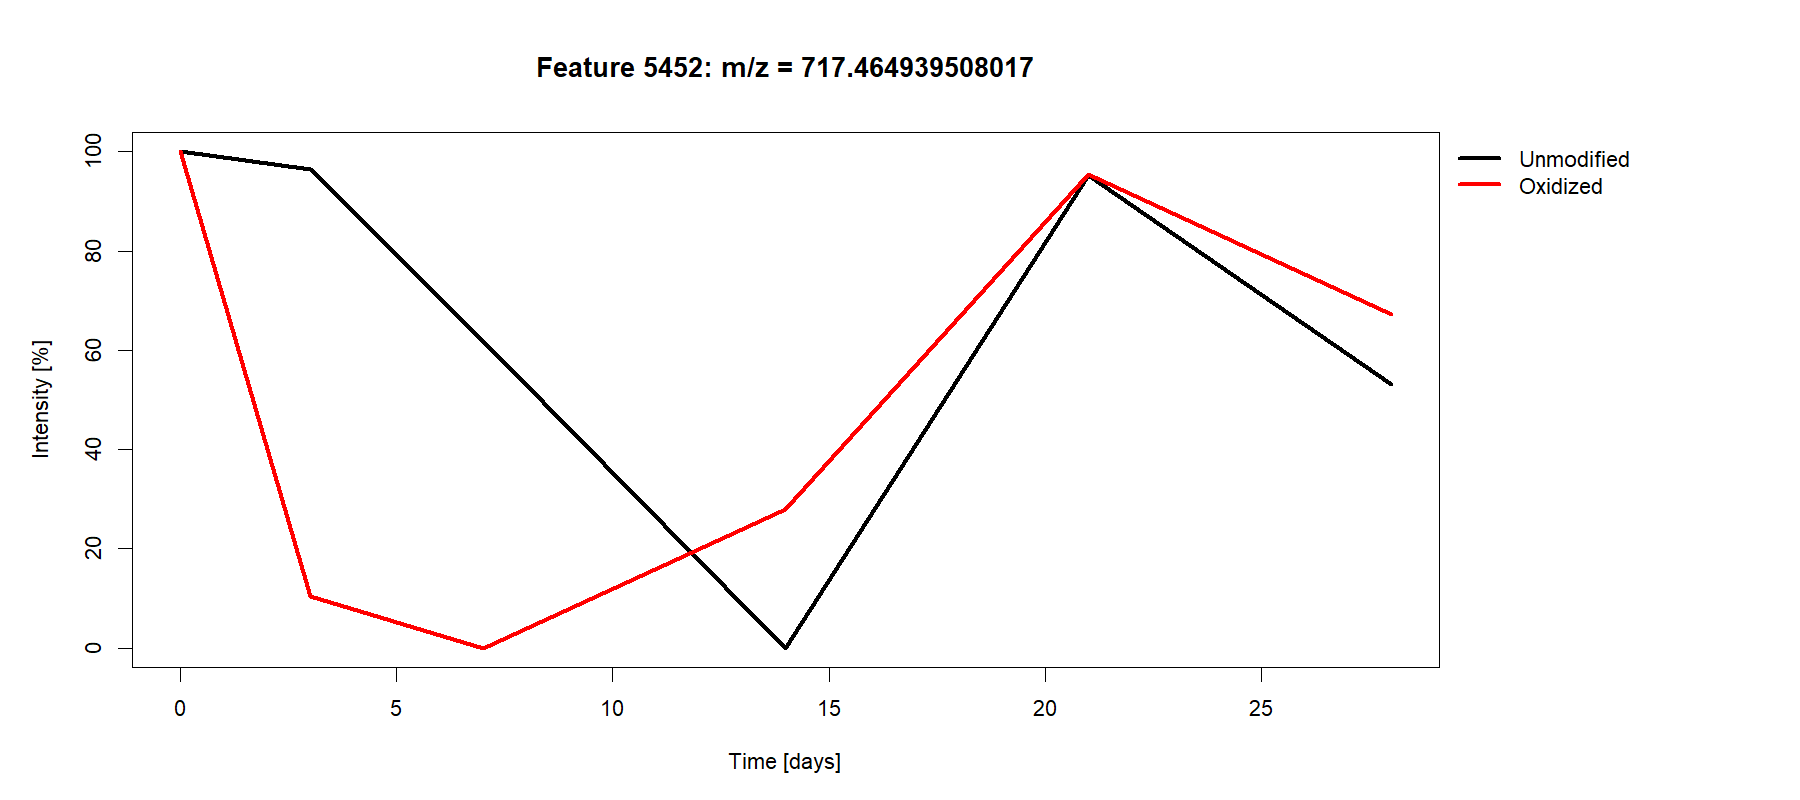 Feature 5452: m/z = 717.464939508017
Unmodified
Oxidized
Intensity [%]
100
80
60
40
20
0
0 5 10 15 20 25
Time [days]